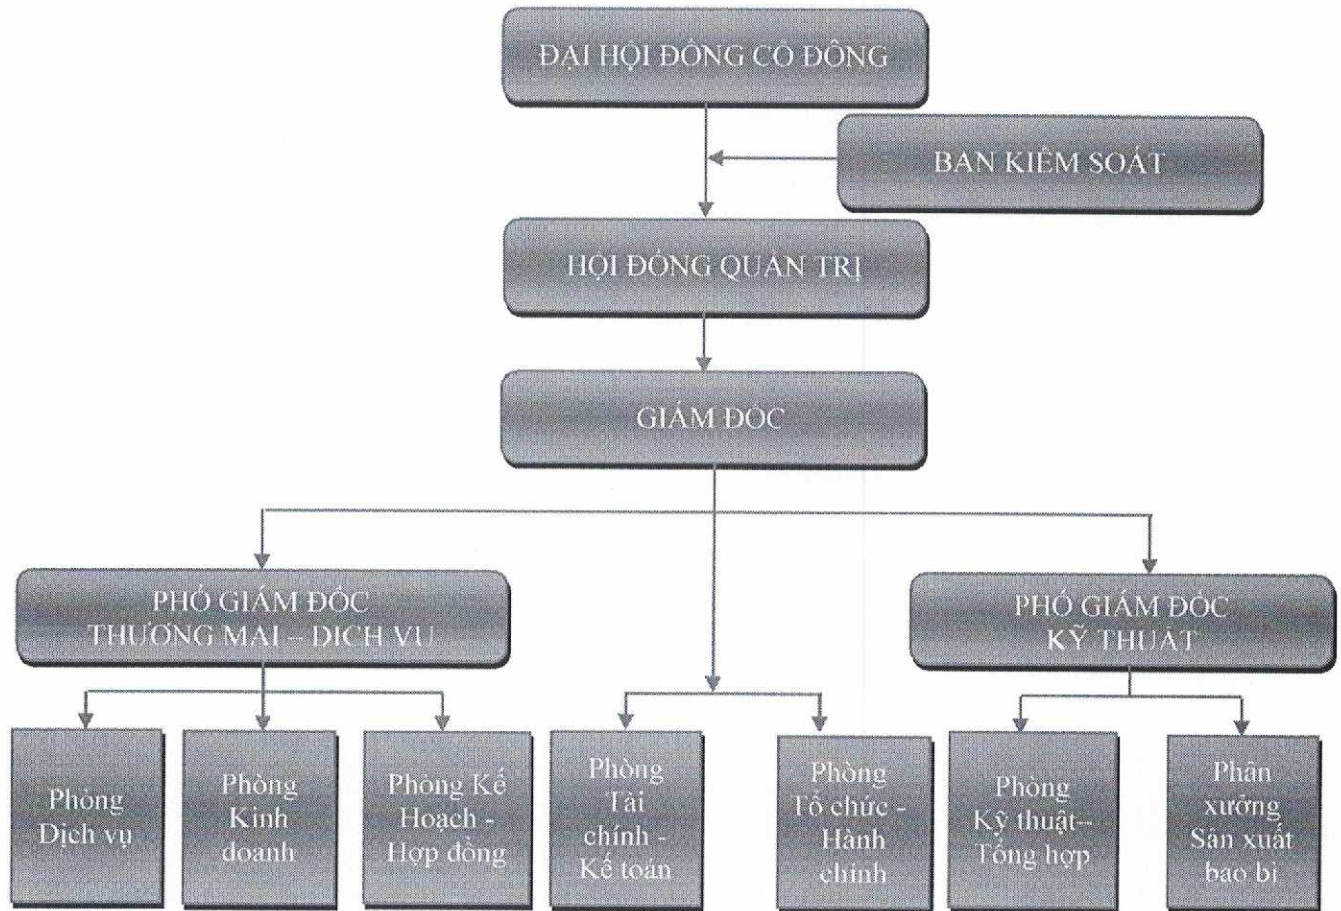 ĐẠI HỘI ĐỒNG CỔ ĐÔNG
BAN KIỂM SOÁT
HỘI ĐỒNG QUẢN TRỊ
GIÁM ĐỐC
PHÓ GIÁM ĐỐC
THƯƠNG MẠI – DỊCH VỤ
PHÓ GIÁM ĐỐC
KỸ THUẬT
Phòng
Dịch vụ
Phòng
Kinh
doanh
Phòng Kế
Hoạch -
Hợp đồng
Phòng
Tài
chính -
Kế toán
Phòng
Tổ chức -
Hành
chính
Phòng
Kỹ thuật–
Tổng hợp
Phân
xưởng
Sản xuất
bao bì